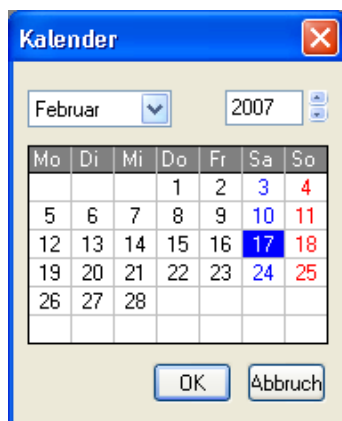 Kalender
Februar 2007
Mo Di Mi Do Fr Sa So
1 2 3 4
5 6 7 8 9 10 11
12 13 14 15 16 17 18
19 20 21 22 23 24 25
26 27 28
OK Abbruch